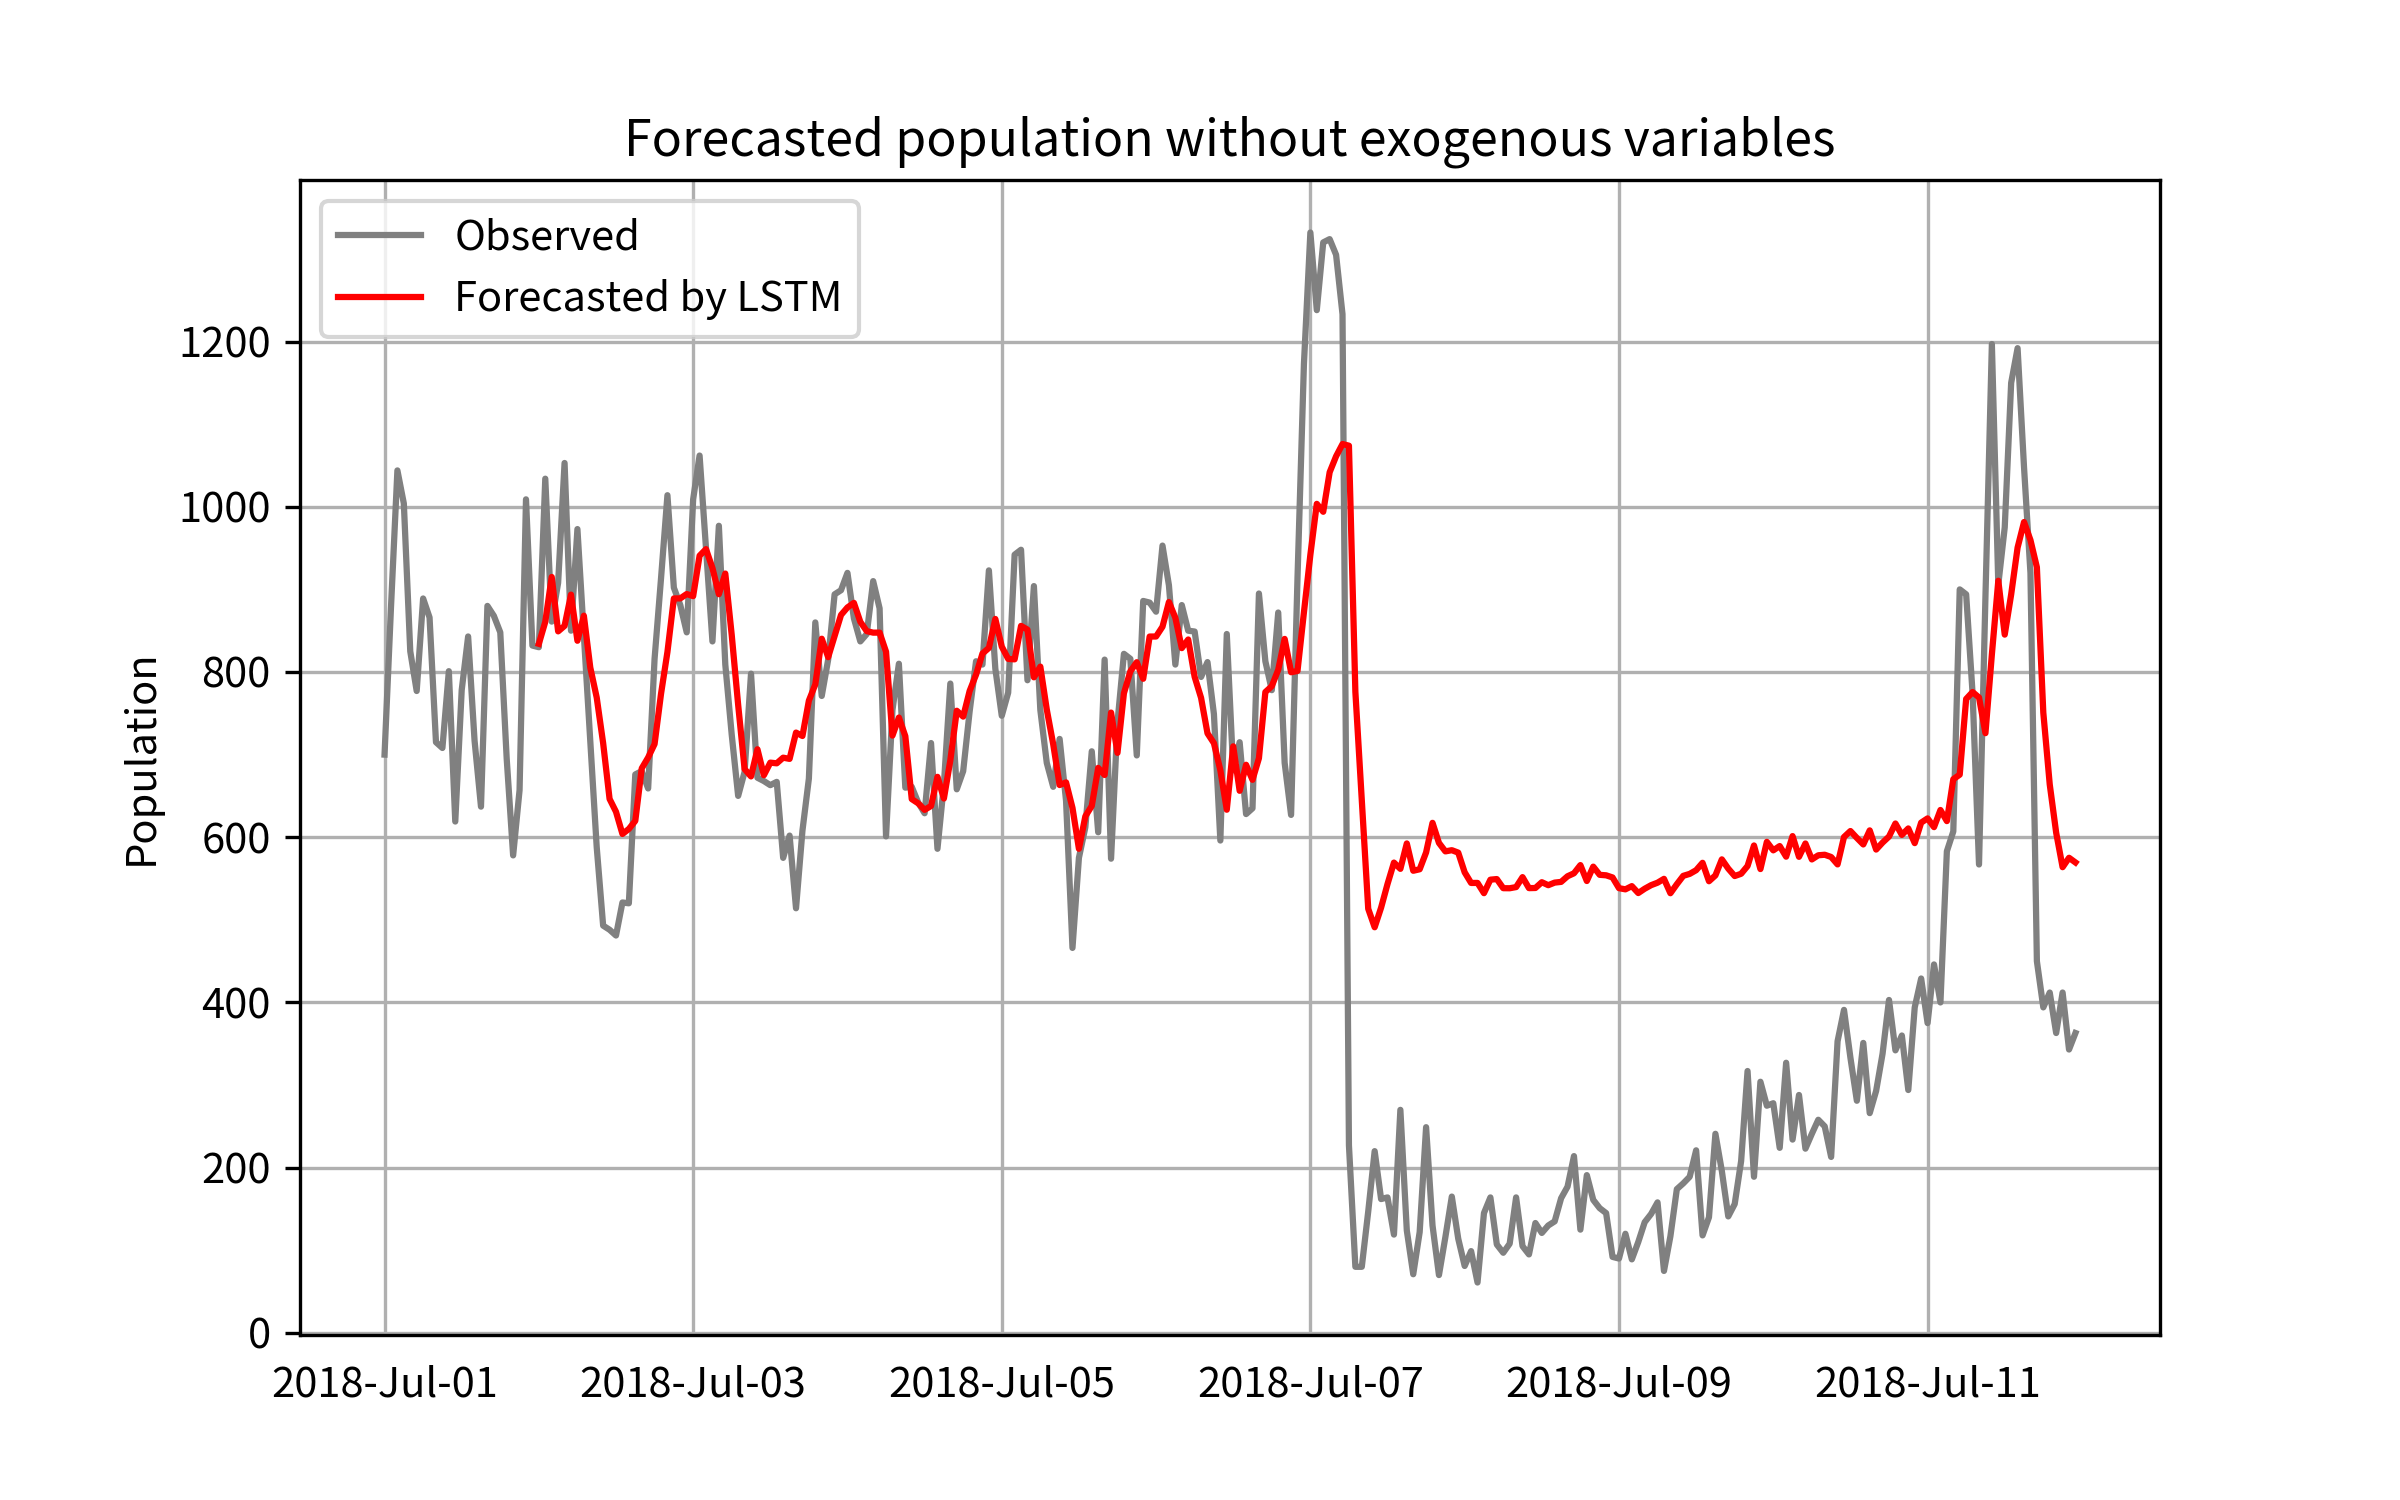 Forecasted population without exogenous variables
Observed
Forecasted by LSTM
Population
1200
1000
800
600
400
200
0
2018-Jul-01 2018-Jul-03 2018-Jul-05 2018-Jul-07 2018-Jul-09 2018-Jul-11